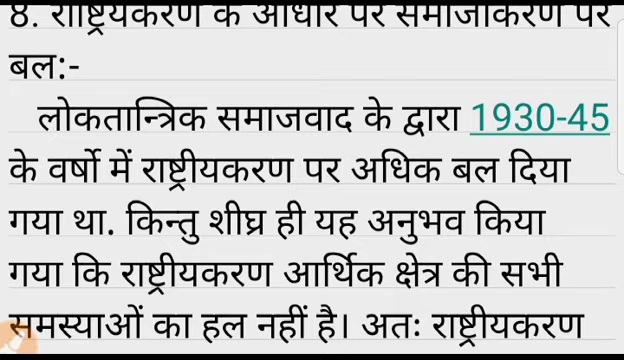 8. राष्ट्रियकरण के आधार पर समाजीकरण पर
बल:-
लोकतान्त्रिक समाजवाद के द्वारा 1930-45
के वर्षो में राष्ट्रीयकरण पर अधिक बल दिया
गया था. किन्तु शीघ्र ही यह अनुभव किया
गया कि राष्ट्रीयकरण आर्थिक क्षेत्र की सभी
समस्याओं का हल नहीं है। अतः राष्ट्रीयकरण